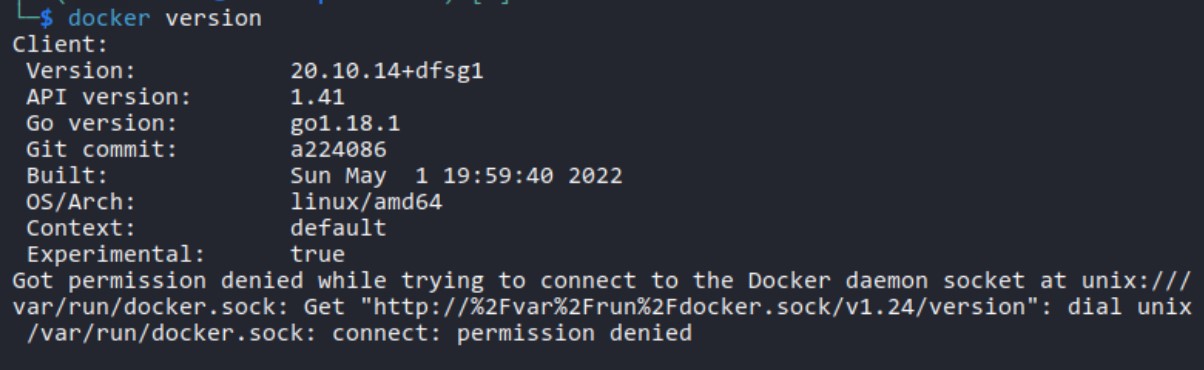 └─$ docker version
Client:
 Version:           20.10.14+dfsg1
 API version:       1.41
 Go version:        go1.18.1
 Git commit:        a224086
 Built:             Sun May  1 19:59:40 2022
 OS/Arch:           linux/amd64
 Context:           default
 Experimental:      true
Got permission denied while trying to connect to the Docker daemon socket at unix:///
var/run/docker.sock: Get "http://%2Fvar%2Frun%2Fdocker.sock/v1.24/version": dial unix
 /var/run/docker.sock: connect: permission denied